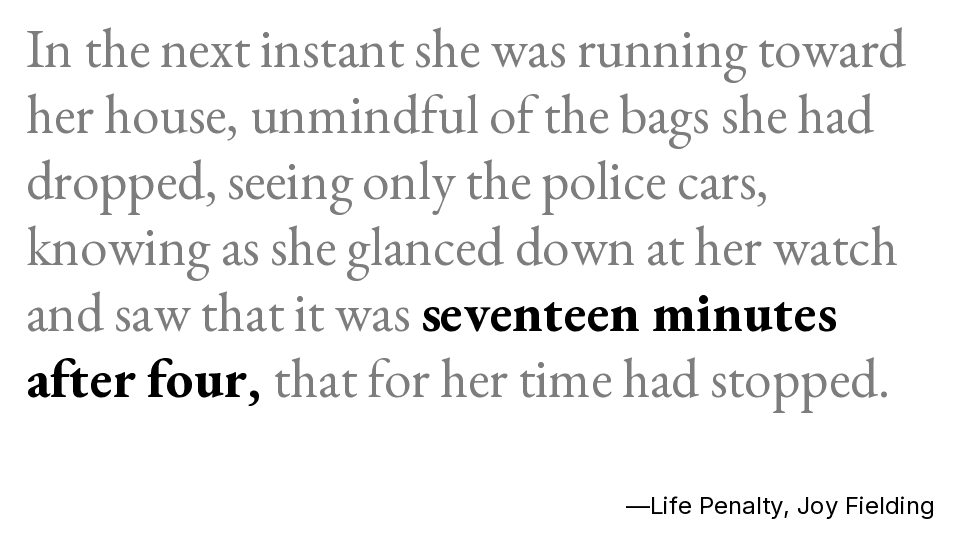 In the next instant she was running toward
her house, unmindful of the bags she had
dropped, seeing only the police cars,
knowing as she glanced down at her watch
and saw that it was seventeen minutes
after four, that for her time had stopped.
—Life Penalty, Joy Fielding